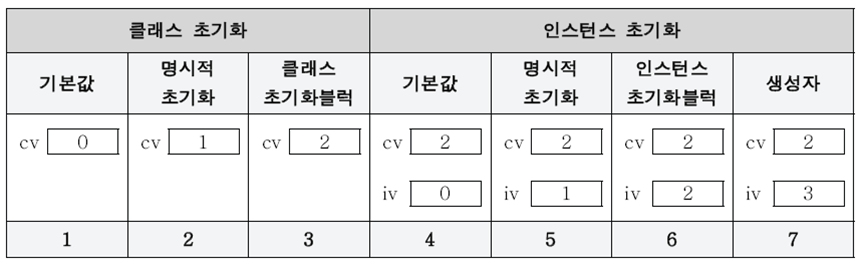 클래스 초기화 인스턴스 초기화
기본값 명시적 초기화 클래스 초기화블럭 기본값 명시적 초기화 인스턴스 초기화블럭 생성자
cv 0 cv 1 cv 2 cv 2 cv 2 cv 2 cv 2
iv 0 iv 1 iv 2 iv 3
1 2 3 4 5 6 7